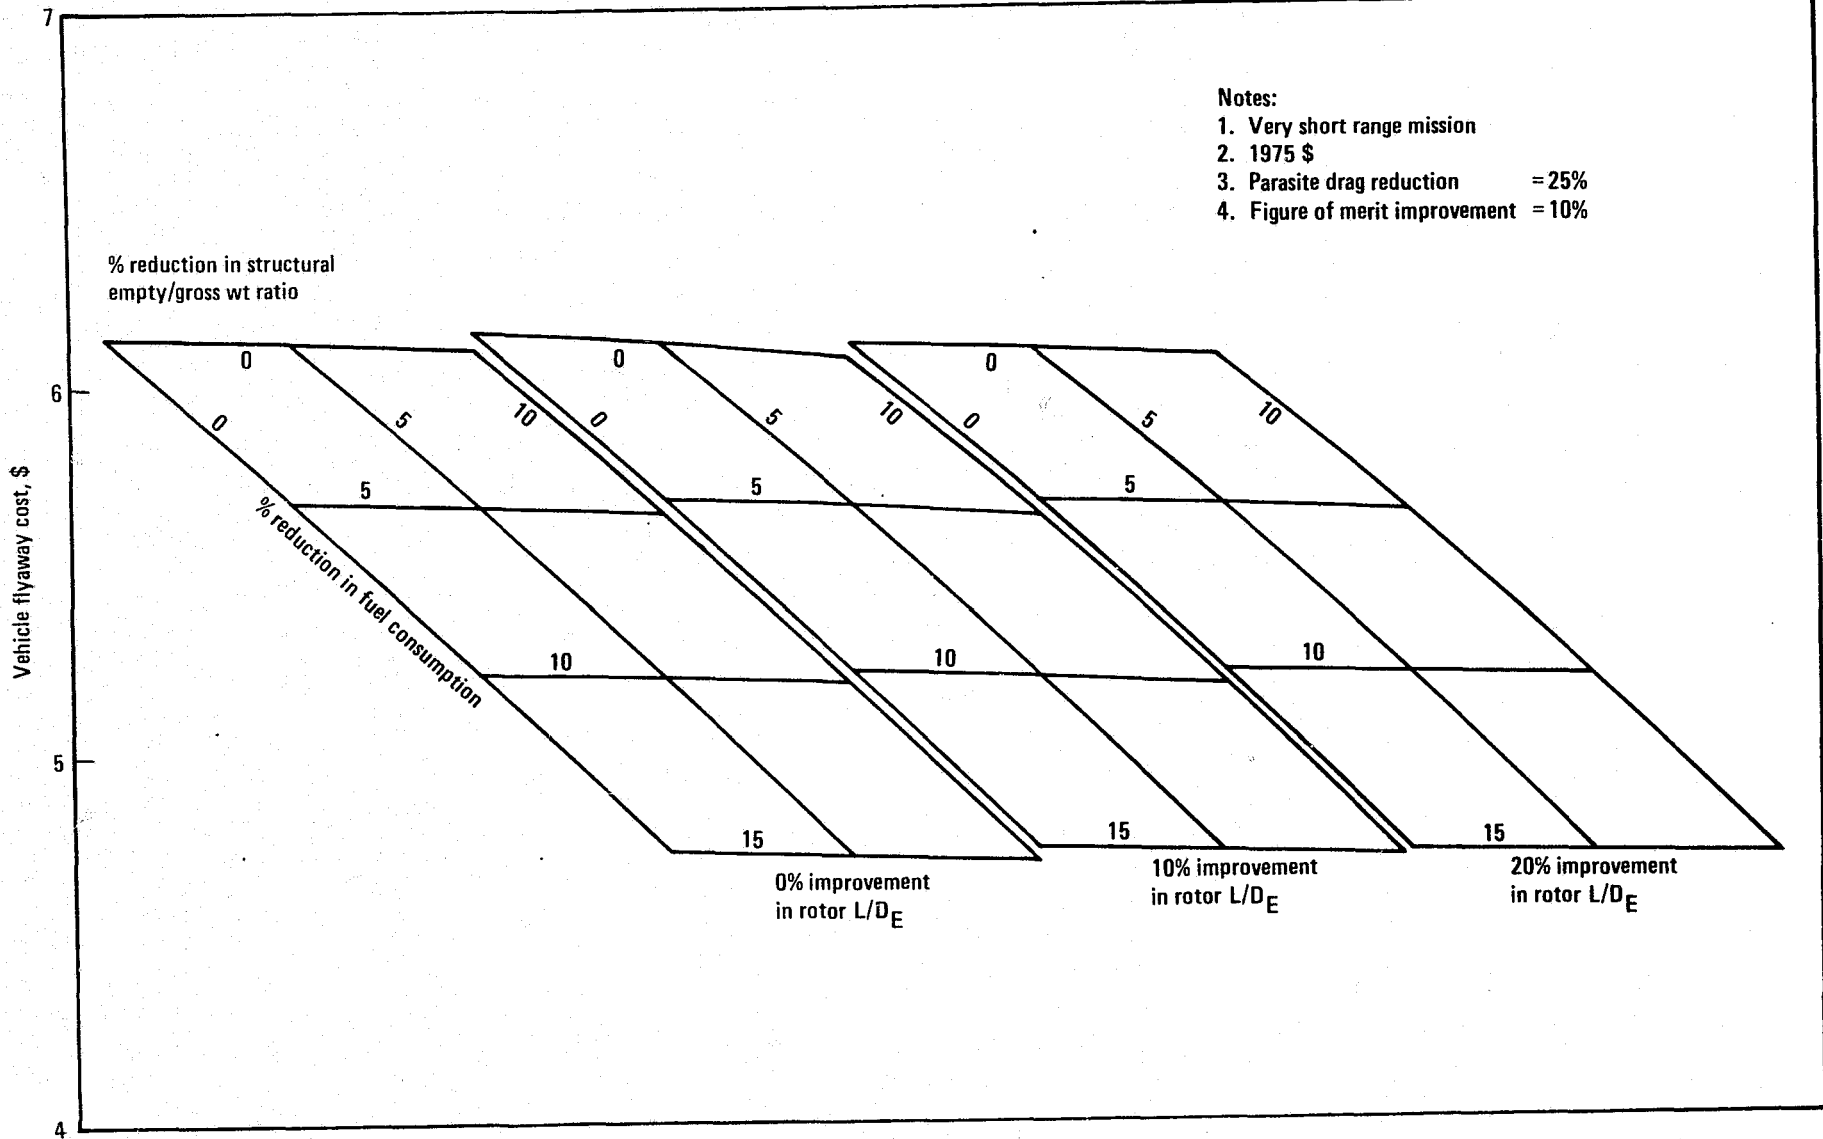 7
Notes:
1. Very short range mission
2. 1975 $
3. Parasite drag reduction = 25%
4. Figure of merit improvement = 10%
% reduction in structural
empty/gross wt ratio
0
0
0
6
0
5
10
0
5
10
0
5
10
Vehicle flyaway cost, $
5
5
5
% reduction in fuel consumption
10
10
10
5
15
15
15
0% improvement
in rotor L/DE
10% improvement
in rotor L/DE
20% improvement
in rotor L/DE
4